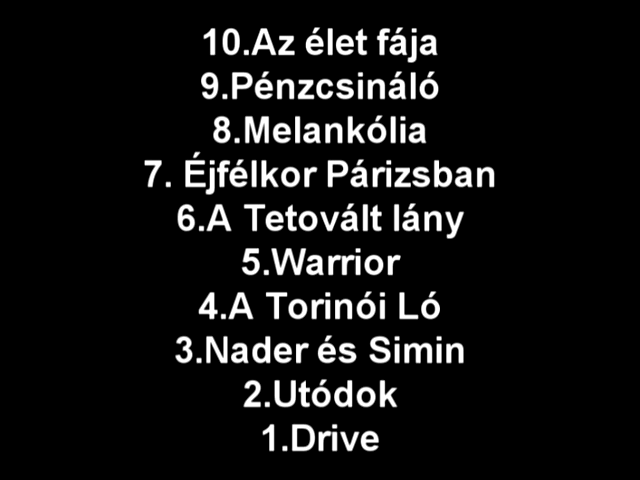 10.Az élet fája
9.Pénzcsináló
8.Melankólia
7. Éjfélkor Párizsban
6.A Tetovált lány
5.Warrior
4.A Torinói Ló
3.Nader és Simin
2.Utódok
1.Drive